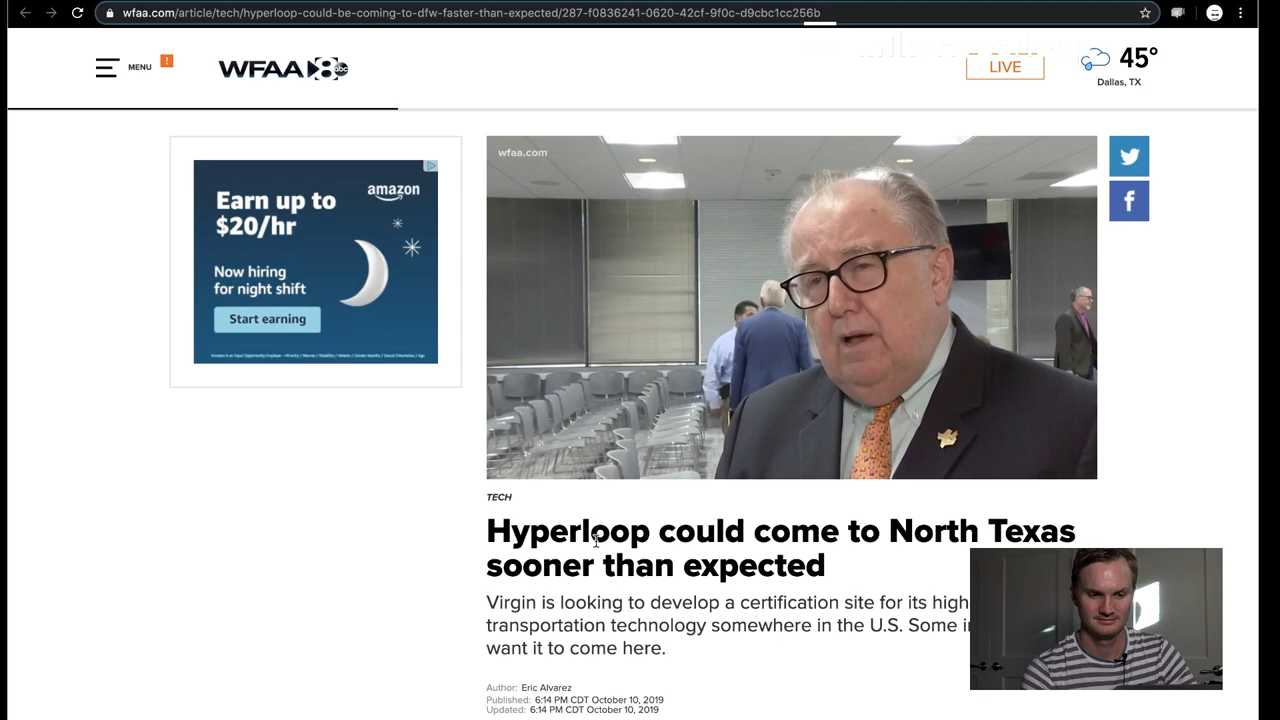 wfaa.com/article/tech/hyperloop-could-be-coming-to-dfw-faster-than-expected/287-f0836241-0620-42cf-9f0c-d9cbc1cc256b
MENU
!
WFAA 8 abc
LIVE
45°
Dallas, TX
amazon
Earn up to
$20/hr
Now hiring
for night shift
Start earning
wfaa.com
TECH
Hyperloop could come to North Texas
sooner than expected
Virgin is looking to develop a certification site for its high
transportation technology somewhere in the U.S. Some
want it to come here.
Author: Eric Alvarez
Published: 6:14 PM CDT October 10, 2019
Updated: 6:14 PM CDT October 10, 2019